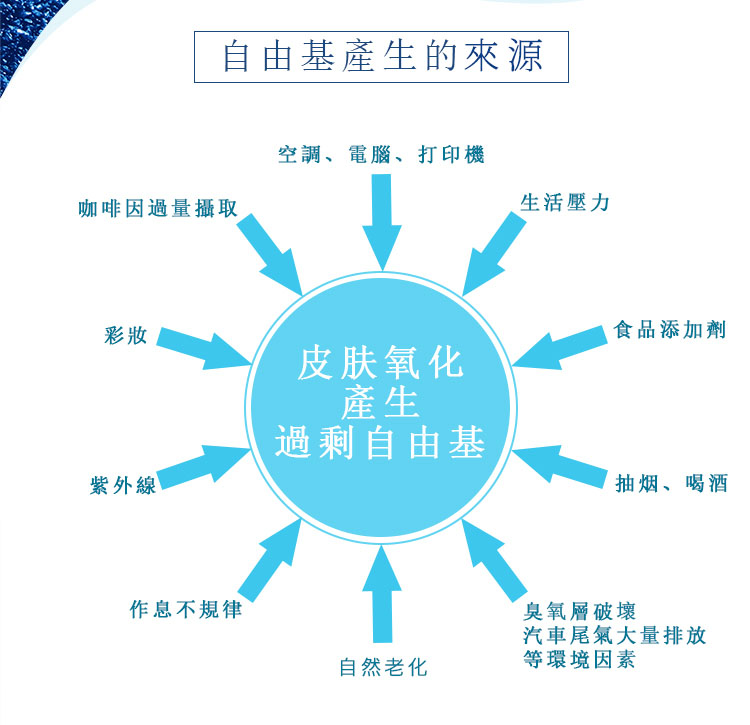 自由基產生的來源
空調、電腦、打印機
咖啡因過量攝取
生活壓力
彩妝
食品添加劑
皮肤氧化
產生
過剩自由基
紫外線
抽烟、喝酒
作息不規律
臭氧層破壞
汽車尾氣大量排放
等環境因素
自然老化